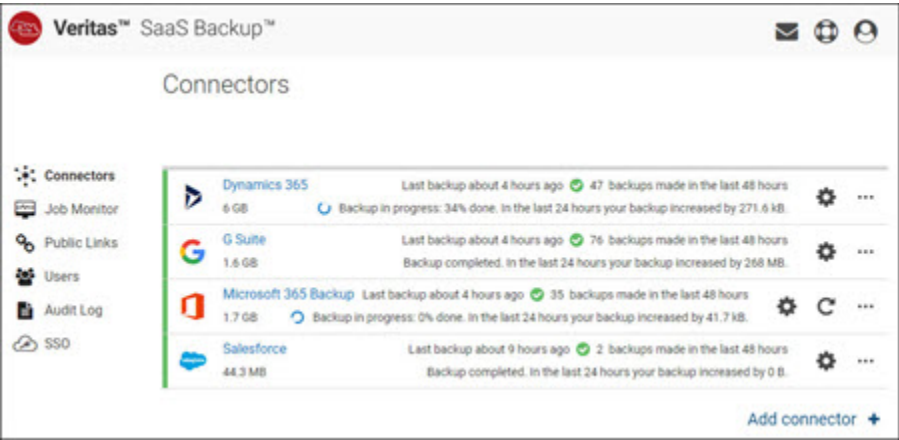 Veritas™ SaaS Backup™
Connectors
Connectors
Job Monitor
Public Links
Users
Audit Log
SSO
Dynamics 365 Last backup about 4 hours ago 47 backups made in the last 48 hours
6 GB Backup in progress: 34% done. In the last 24 hours your backup increased by 271.6 kB.
G Suite Last backup about 4 hours ago 76 backups made in the last 48 hours
1.6 GB Backup completed. In the last 24 hours your backup increased by 268 MB.
Microsoft 365 Backup Last backup about 4 hours ago 35 backups made in the last 48 hours
1.7 GB Backup in progress: 0% done. In the last 24 hours your backup increased by 41.7 kB.
Salesforce Last backup about 9 hours ago 2 backups made in the last 48 hours
44.3 MB Backup completed. In the last 24 hours your backup increased by 0 B.
Add connector +